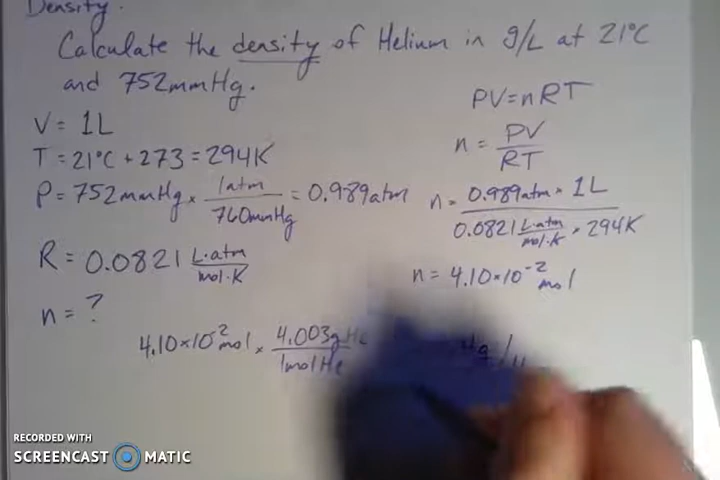 Density.
Calculate the density of Helium in g/L at 21°C
and 752mmHg.
V = 1L
T = 21°C + 273 = 294K
P = 752mmHg × 1atm / 760mmHg = 0.989atm
R = 0.0821 L·atm / mol·K
n = ?
PV = nRT
n = PV / RT
n = 0.989atm × 1L / 0.0821 L·atm / mol·K × 294K
n = 4.10×10⁻² mol
4.10×10⁻² mol × 4.003g He / 1mol He
RECORDED WITH
SCREENCAST MATIC